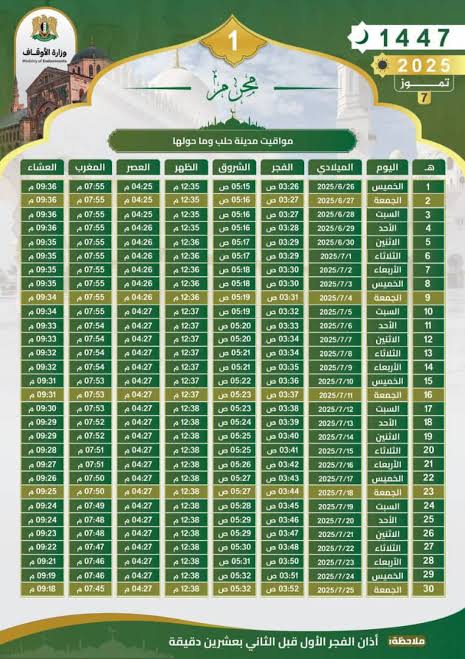 وزارة الأوقاف
Ministry of Endowments
1
محرم
1447
2025
تمـــوز
7
مواقيت مدينة حلب وما حولها
هـ اليوم الميلادي الفجر الشروق الظهر العصر المغرب العشاء
1 الخميس 2025/6/26 03:26 ص 05:15 ص 12:35 م 04:25 م 07:55 م 09:36 م
2 الجمعة 2025/6/27 03:27 ص 05:16 ص 12:35 م 04:25 م 07:55 م 09:36 م
3 السبت 2025/6/28 03:27 ص 05:16 ص 12:35 م 04:25 م 07:55 م 09:36 م
4 الأحد 2025/6/29 03:28 ص 05:16 ص 12:35 م 04:26 م 07:55 م 09:36 م
5 الاثنين 2025/6/30 03:29 ص 05:17 ص 12:36 م 04:26 م 07:55 م 09:35 م
6 الثلاثاء 2025/7/1 03:29 ص 05:17 ص 12:36 م 04:26 م 07:55 م 09:35 م
7 الأربعاء 2025/7/2 03:30 ص 05:18 ص 12:36 م 04:26 م 07:55 م 09:35 م
8 الخميس 2025/7/3 03:30 ص 05:18 ص 12:36 م 04:26 م 07:55 م 09:35 م
9 الجمعة 2025/7/4 03:31 ص 05:19 ص 12:36 م 04:26 م 07:55 م 09:34 م
10 السبت 2025/7/5 03:32 ص 05:19 ص 12:37 م 04:26 م 07:55 م 09:34 م
11 الأحد 2025/7/6 03:33 ص 05:20 ص 12:37 م 04:27 م 07:54 م 09:33 م
12 الاثنين 2025/7/7 03:34 ص 05:20 ص 12:37 م 04:27 م 07:54 م 09:33 م
13 الثلاثاء 2025/7/8 03:34 ص 05:21 ص 12:37 م 04:27 م 07:54 م 09:32 م
14 الأربعاء 2025/7/9 03:35 ص 05:21 ص 12:37 م 04:27 م 07:54 م 09:32 م
15 الخميس 2025/7/10 03:36 ص 05:22 ص 12:37 م 04:27 م 07:53 م 09:31 م
16 الجمعة 2025/7/11 03:37 ص 05:23 ص 12:37 م 04:27 م 07:53 م 09:31 م
17 السبت 2025/7/12 03:38 ص 05:23 ص 12:38 م 04:27 م 07:53 م 09:30 م
18 الأحد 2025/7/13 03:39 ص 05:24 ص 12:38 م 04:27 م 07:52 م 09:29 م
19 الاثنين 2025/7/14 03:40 ص 05:25 ص 12:38 م 04:27 م 07:52 م 09:29 م
20 الثلاثاء 2025/7/15 03:41 ص 05:25 ص 12:38 م 04:27 م 07:51 م 09:28 م
21 الأربعاء 2025/7/16 03:42 ص 05:26 ص 12:38 م 04:27 م 07:51 م 09:27 م
22 الخميس 2025/7/17 03:43 ص 05:27 ص 12:38 م 04:27 م 07:50 م 09:26 م
23 الجمعة 2025/7/18 03:44 ص 05:27 ص 12:38 م 04:27 م 07:50 م 09:25 م
24 السبت 2025/7/19 03:45 ص 05:28 ص 12:38 م 04:27 م 07:49 م 09:24 م
25 الأحد 2025/7/20 03:46 ص 05:29 ص 12:38 م 04:27 م 07:48 م 09:24 م
26 الاثنين 2025/7/21 03:47 ص 05:29 ص 12:38 م 04:27 م 07:48 م 09:23 م
27 الثلاثاء 2025/7/22 03:48 ص 05:30 ص 12:38 م 04:27 م 07:47 م 09:22 م
28 الأربعاء 2025/7/23 03:50 ص 05:31 ص 12:38 م 04:27 م 07:46 م 09:21 م
29 الخميس 2025/7/24 03:51 ص 05:32 ص 12:38 م 04:27 م 07:46 م 09:19 م
30 الجمعة 2025/7/25 03:52 ص 05:32 ص 12:38 م 04:27 م 07:45 م 09:18 م
ملاحظة: أذان الفجر الأول قبل الثاني بعشرين دقيقة